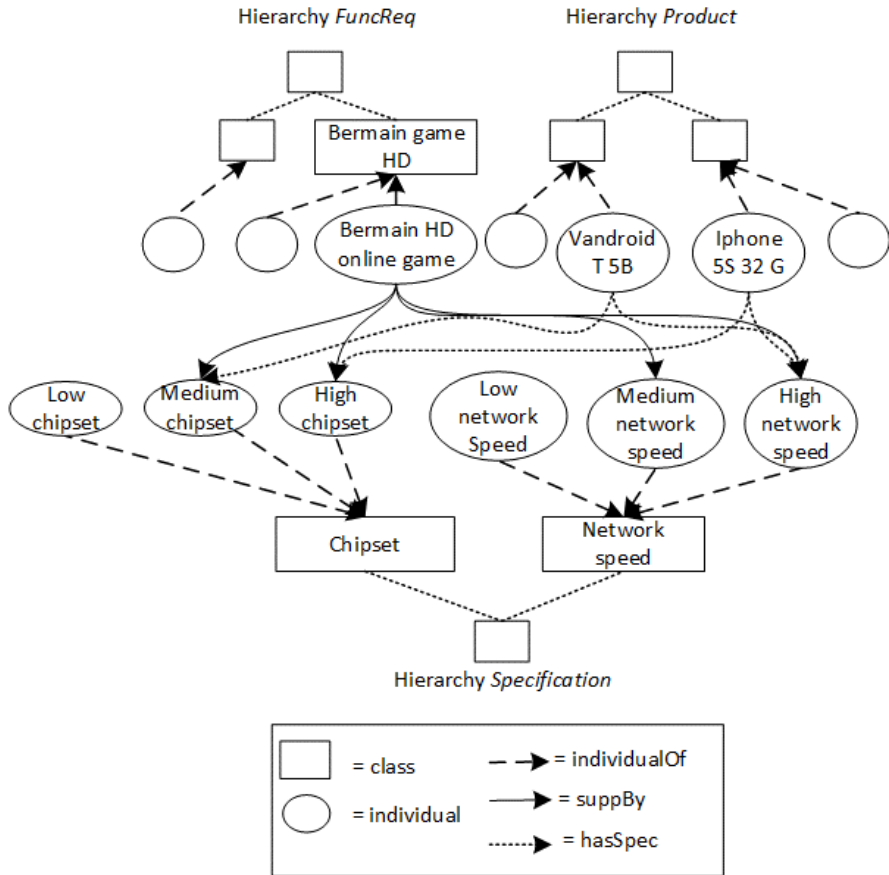 Hierarchy FuncReq
Hierarchy Product
Bermain game
HD
Bermain HD
online game
Vandroid
T 5B
Iphone
5S 32 G
Low
chipset
Medium
chipset
High
chipset
Low
network
Speed
Medium
network
speed
High
network
speed
Chipset
Network
speed
Hierarchy Specification
= class
= individual
= individualOf
= suppBy
= hasSpec